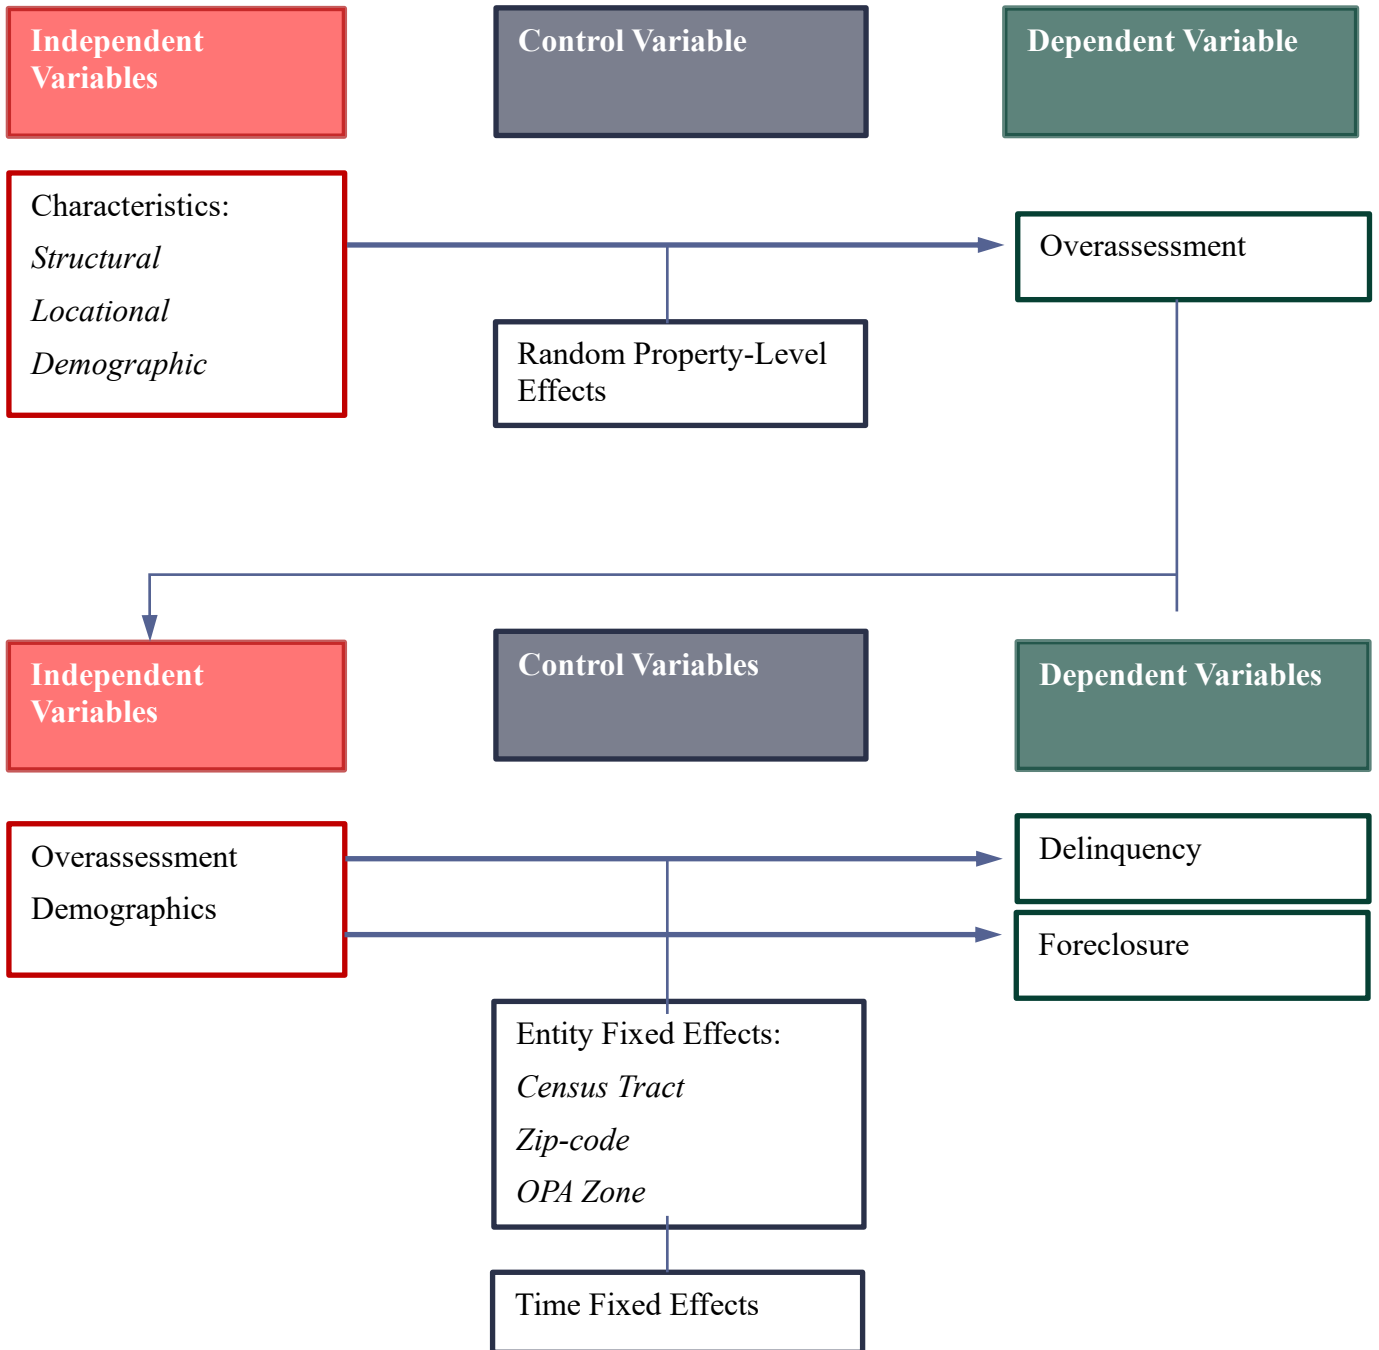 Independent
Variables
Control Variable
Dependent Variable
Characteristics:
Structural
Locational
Demographic
Overassessment
Random Property-Level
Effects
Independent
Variables
Control Variables
Dependent Variables
Overassessment
Demographics
Delinquency
Foreclosure
Entity Fixed Effects:
Census Tract
Zip-code
OPA Zone
Time Fixed Effects